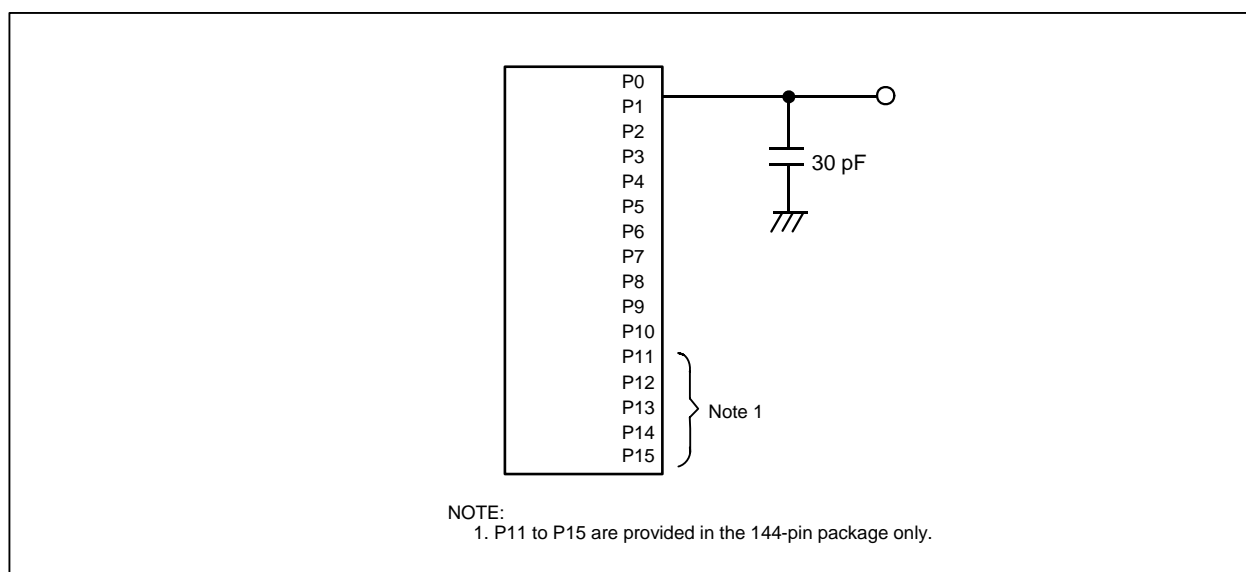 P0
P1
P2
P3
P4
P5
P6
P7
P8
P9
P10
P11
P12
P13
P14
P15
30 pF
Note 1
NOTE:
1. P11 to P15 are provided in the 144-pin package only.